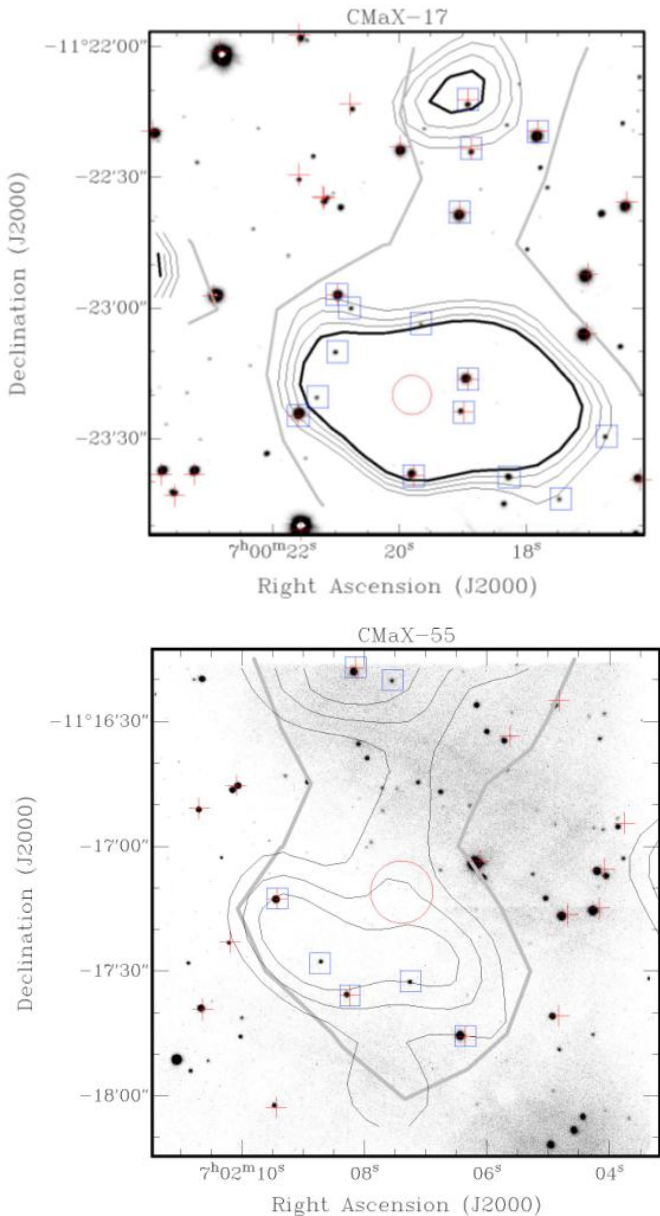 CMaX-17
Declination (J2000)
−11°22′00″
−22′30″
−23′00″
−23′30″
7ʰ00ᵐ22ˢ
20ˢ
18ˢ
Right Ascension (J2000)
CMaX-55
Declination (J2000)
−11°16′30″
−17′00″
−17′30″
−18′00″
7ʰ02ᵐ10ˢ
08ˢ
06ˢ
04ˢ
Right Ascension (J2000)